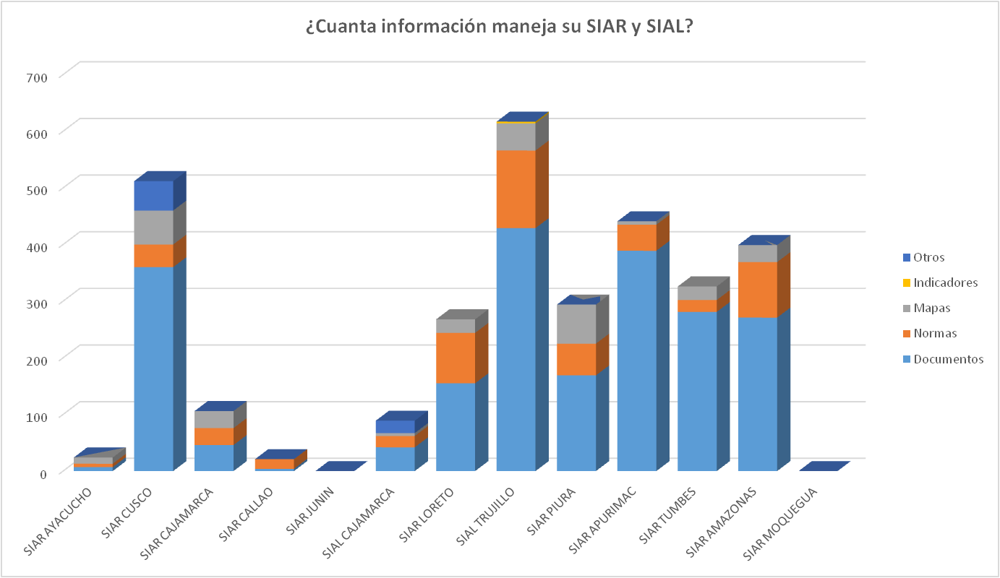 ¿Cuanta información maneja su SIAR y SIAL?
700
600
500
400
300
200
100
0
SIAR AYACUCHO
SIAR CUSCO
SIAR CAJAMARCA
SIAR CALLAO
SIAR JUNIN
SIAL CAJAMARCA
SIAR LORETO
SIAL TRUJILLO
SIAR PIURA
SIAR APURIMAC
SIAR TUMBES
SIAR AMAZONAS
SIAR MOQUEGUA
Otros
Indicadores
Mapas
Normas
Documentos